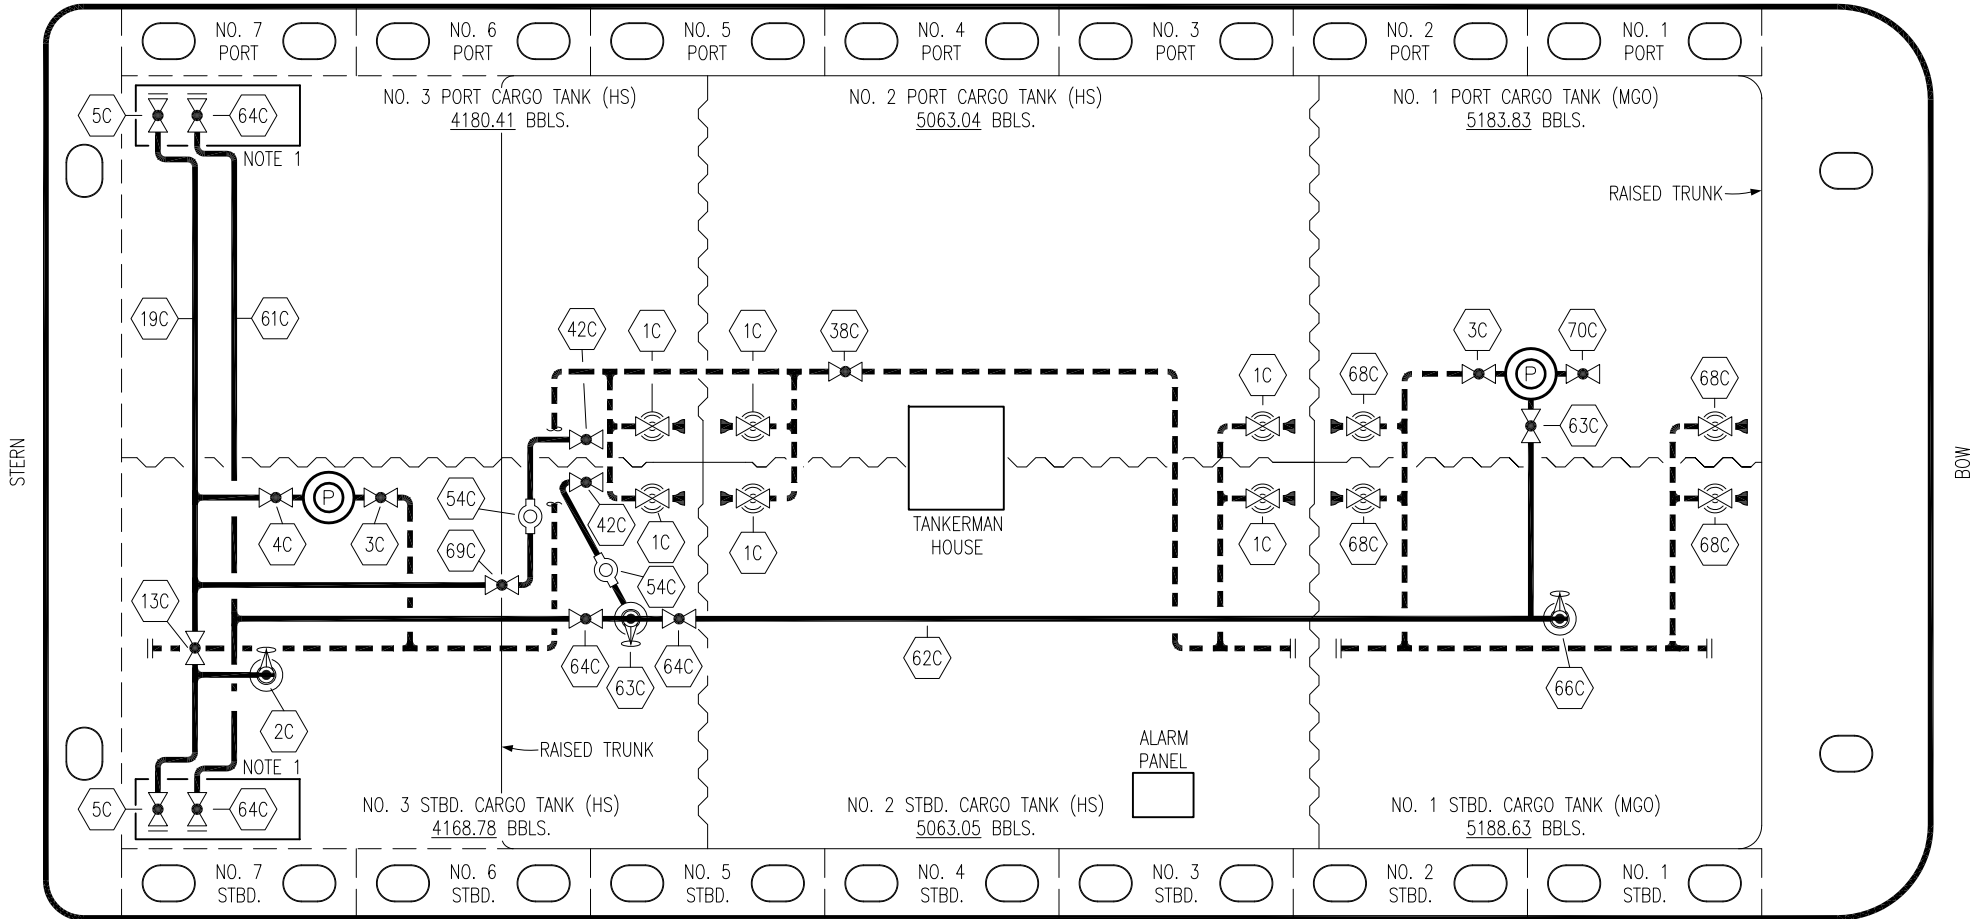 NO. 7
PORT
NO. 6
PORT
NO. 5
PORT
NO. 4
PORT
NO. 3
PORT
NO. 2
PORT
NO. 1
PORT
NO. 3 PORT CARGO TANK (HS)
4180.41 BBLS.
NO. 2 PORT CARGO TANK (HS)
5063.04 BBLS.
NO. 1 PORT CARGO TANK (MGO)
5183.83 BBLS.
5C
64C
NOTE 1
RAISED TRUNK
19C
61C
42C
1C
1C
38C
3C
70C
1C
68C
68C
63C
STERN
BOW
54C
42C
4C
3C
69C
1C
1C
TANKERMAN
HOUSE
1C
68C
68C
54C
13C
64C
63C
64C
62C
66C
2C
RAISED TRUNK
ALARM
PANEL
NOTE 1
5C
64C
NO. 3 STBD. CARGO TANK (HS)
4168.78 BBLS.
NO. 2 STBD. CARGO TANK (HS)
5063.05 BBLS.
NO. 1 STBD. CARGO TANK (MGO)
5188.63 BBLS.
P
P
NO. 7
STBD.
NO. 6
STBD.
NO. 5
STBD.
NO. 4
STBD.
NO. 3
STBD.
NO. 2
STBD.
NO. 1
STBD.